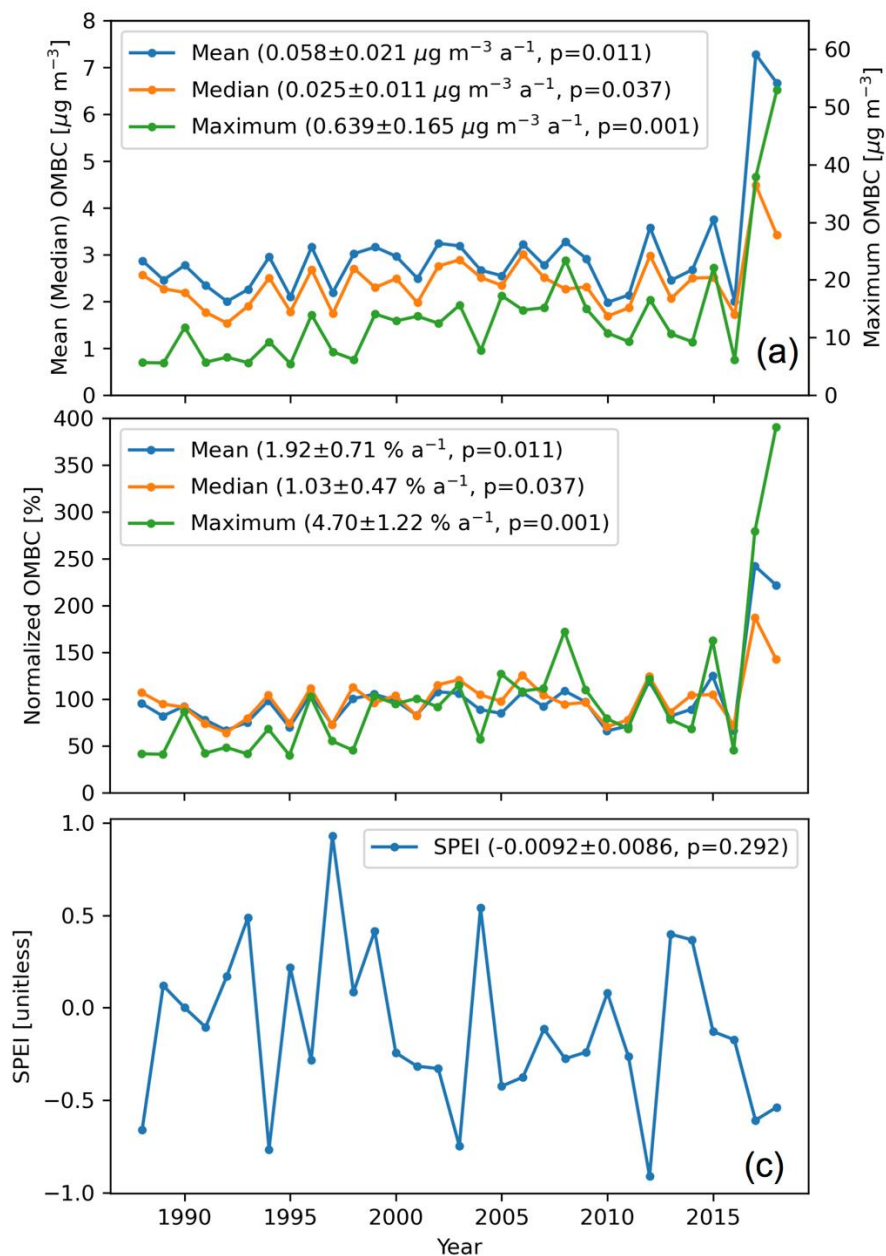 8
7
6
5
4
3
2
1
0
Mean (Median) OMBC [μg m⁻³]
Mean (0.058±0.021 μg m⁻³ a⁻¹, p=0.011)
Median (0.025±0.011 μg m⁻³ a⁻¹, p=0.037)
Maximum (0.639±0.165 μg m⁻³ a⁻¹, p=0.001)
60
50
40
30
20
10
0
Maximum OMBC [μg m⁻³]
(a)
400
350
300
250
200
150
100
50
0
Normalized OMBC [%]
Mean (1.92±0.71 % a⁻¹, p=0.011)
Median (1.03±0.47 % a⁻¹, p=0.037)
Maximum (4.70±1.22 % a⁻¹, p=0.001)
1.0
0.5
0.0
−0.5
−1.0
SPEI [unitless]
SPEI (-0.0092±0.0086, p=0.292)
(c)
1990 1995 2000 2005 2010 2015
Year